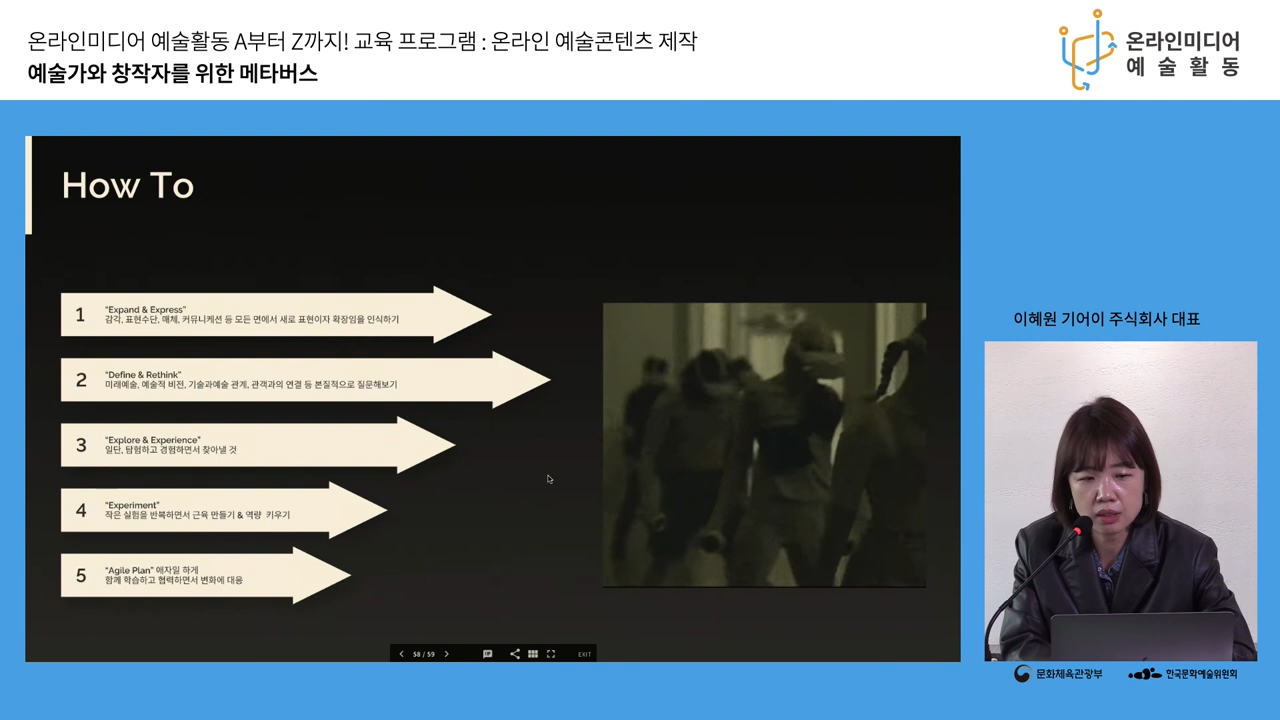 온라인미디어 예술활동 A부터 Z까지! 교육 프로그램 : 온라인 예술콘텐츠 제작
예술가와 창작자를 위한 메타버스
온라인미디어
예술활동
How To
1
“Expand & Express”
감각, 표현수단, 매체, 커뮤니케션 등 모든 면에서 새로 표현이자 확장임을 인식하기
2
“Define & Rethink”
미래예술, 예술적 비전, 기술과예술 관계, 관객과의 연결 등 본질적으로 질문해보기
3
“Explore & Experience”
일단, 탐험하고 경험하면서 찾아낼 것
4
“Experiment”
작은 실험을 반복하면서 근육 만들기 & 역량 키우기
5
“Agile Plan” 애자일 하게
함께 학습하고 협력하면서 변화에 대응
58 / 59
EXIT
이혜원 기어이 주식회사 대표
문화체육관광부
한국문화예술위원회